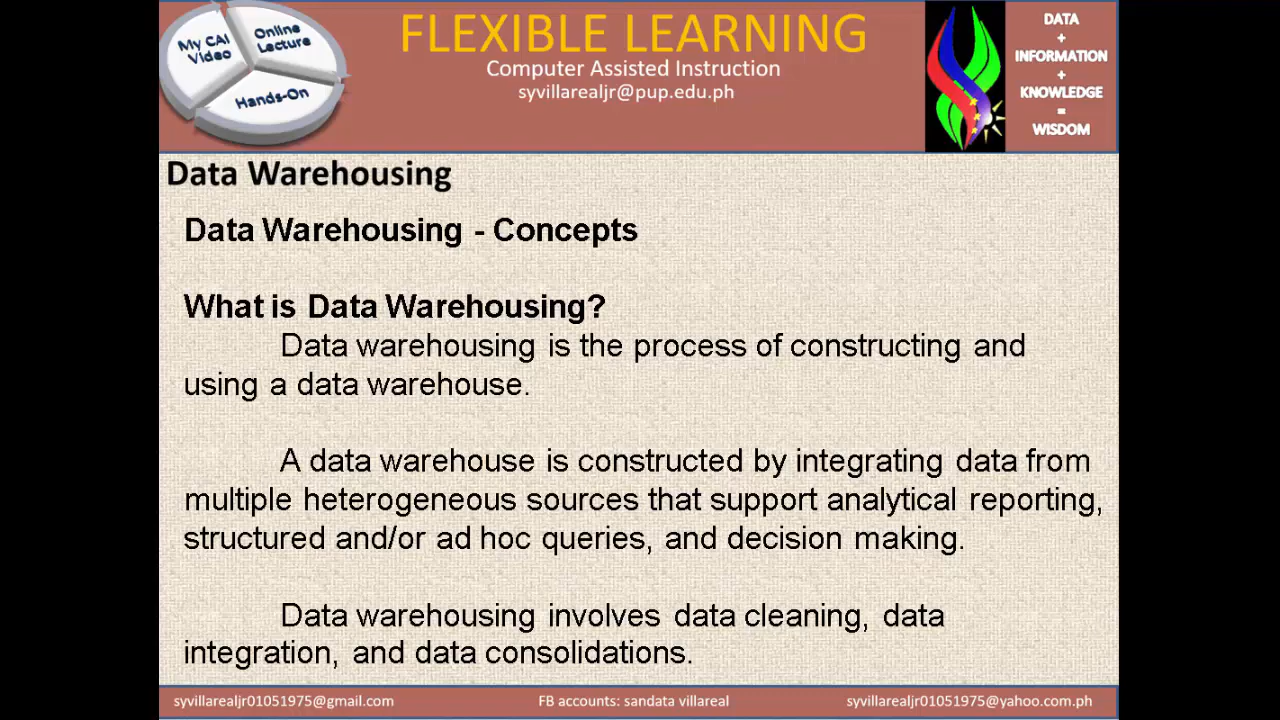 My CAI
Video
Online
Lecture
Hands-On
FLEXIBLE LEARNING
Computer Assisted Instruction
syvillarealjr@pup.edu.ph
DATA
+
INFORMATION
+
KNOWLEDGE
=
WISDOM
Data Warehousing
Data Warehousing - Concepts
What is Data Warehousing?
Data warehousing is the process of constructing and
using a data warehouse.
A data warehouse is constructed by integrating data from
multiple heterogeneous sources that support analytical reporting,
structured and/or ad hoc queries, and decision making.
Data warehousing involves data cleaning, data
integration, and data consolidations.
syvillarealjr01051975@gmail.com
FB accounts: sandata villareal
syvillarealjr01051975@yahoo.com.ph